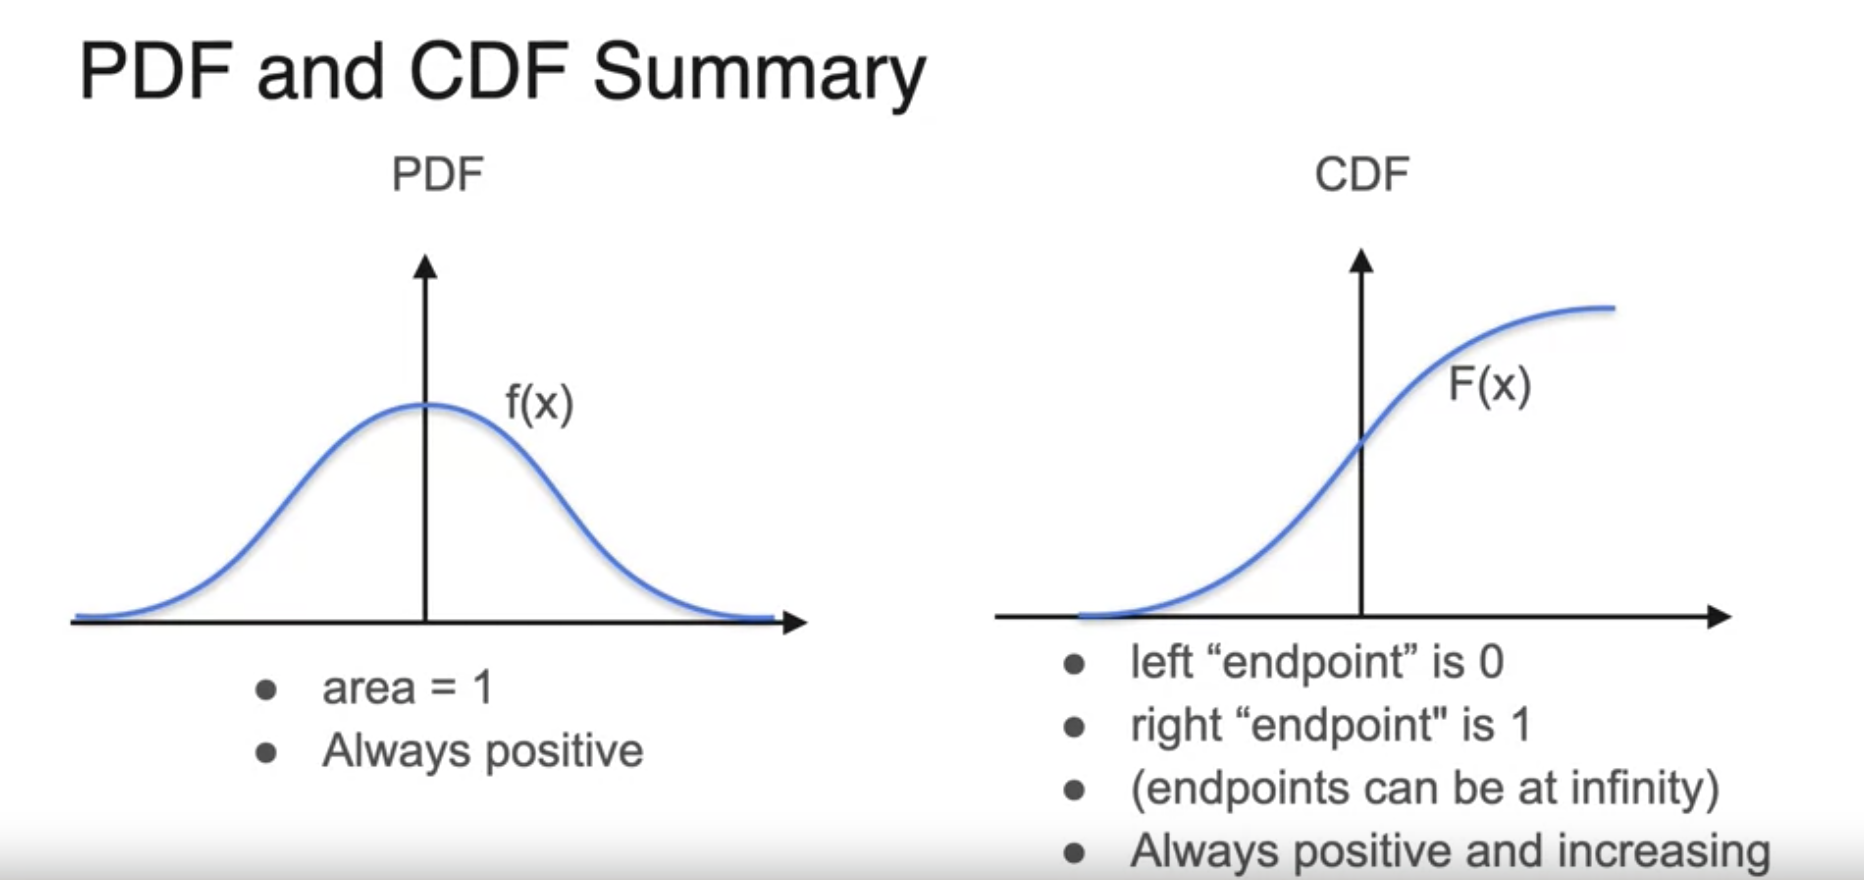 PDF and CDF Summary
PDF
f(x)
● area = 1
● Always positive
CDF
F(x)
● left “endpoint” is 0
● right “endpoint" is 1
● (endpoints can be at infinity)
● Always positive and increasing